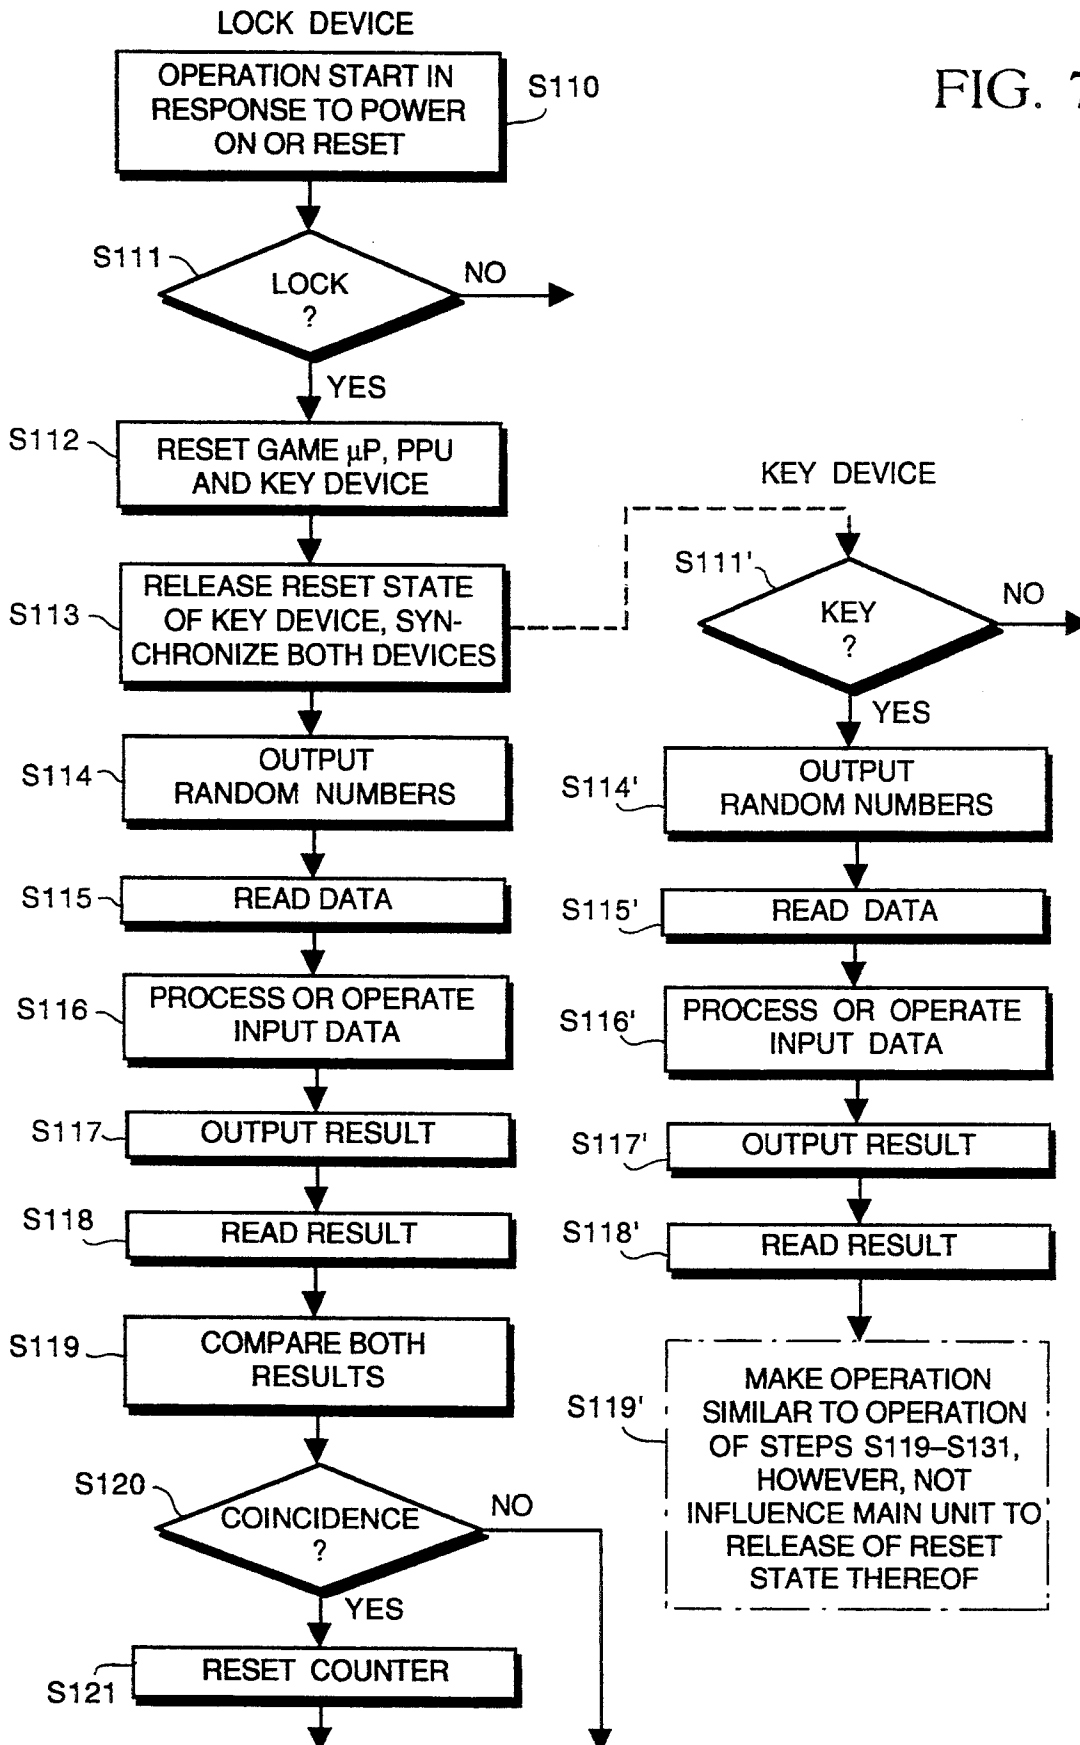 LOCK DEVICE
FIG. 7
OPERATION START IN
RESPONSE TO POWER
ON OR RESET
S110
S111
LOCK
?
NO
YES
S112
RESET GAME µP, PPU
AND KEY DEVICE
KEY DEVICE
S113
RELEASE RESET STATE
OF KEY DEVICE, SYN-
CHRONIZE BOTH DEVICES
S111'
KEY
?
NO
YES
S114
OUTPUT
RANDOM NUMBERS
S114'
OUTPUT
RANDOM NUMBERS
S115
READ DATA
S115'
READ DATA
S116
PROCESS OR OPERATE
INPUT DATA
S116'
PROCESS OR OPERATE
INPUT DATA
S117
OUTPUT RESULT
S117'
OUTPUT RESULT
S118
READ RESULT
S118'
READ RESULT
S119
COMPARE BOTH
RESULTS
S119'
MAKE OPERATION
SIMILAR TO OPERATION
OF STEPS S119–S131,
HOWEVER, NOT
INFLUENCE MAIN UNIT TO
RELEASE OF RESET
STATE THEREOF
S120
COINCIDENCE
?
NO
YES
S121
RESET COUNTER